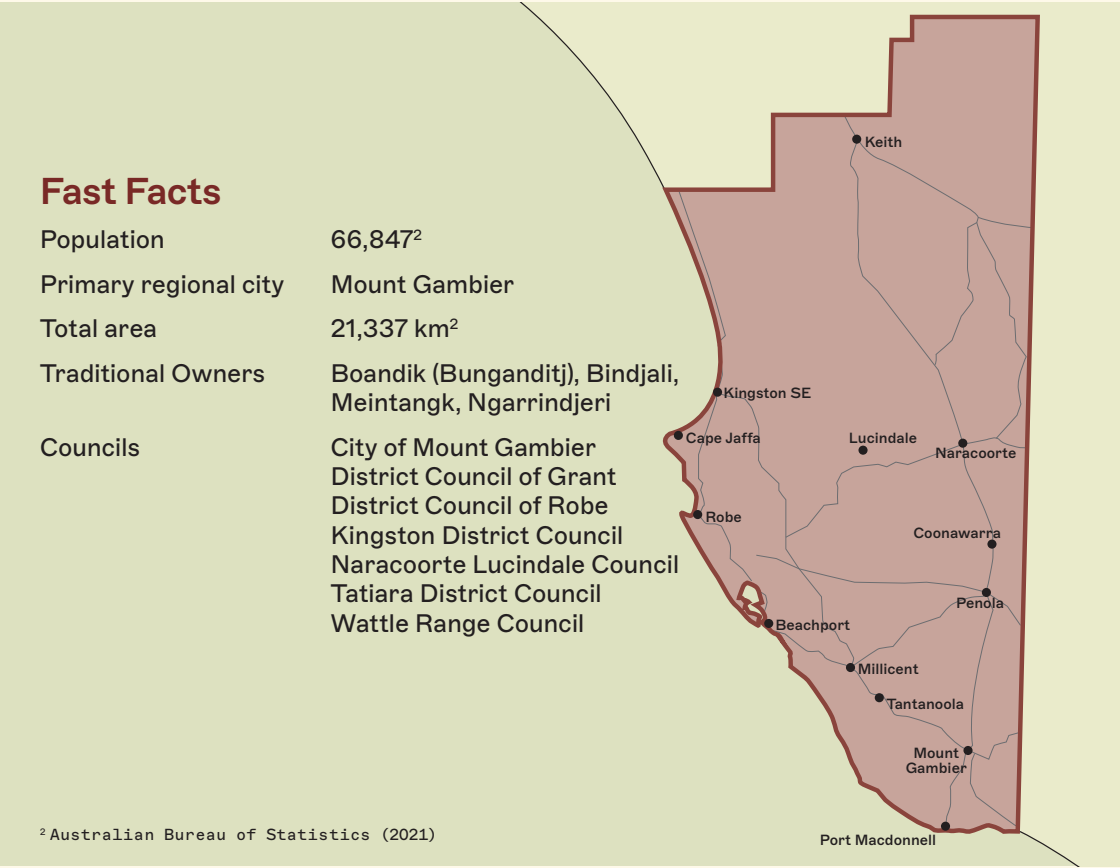 Fast Facts
Population 66,847²
Primary regional city Mount Gambier
Total area 21,337 km²
Traditional Owners Boandik (Bunganditj), Bindjali,
Meintangk, Ngarrindjeri
Councils City of Mount Gambier
District Council of Grant
District Council of Robe
Kingston District Council
Naracoorte Lucindale Council
Tatiara District Council
Wattle Range Council
² Australian Bureau of Statistics (2021)
Keith
Kingston SE
Cape Jaffa
Lucindale
Naracoorte
Robe
Coonawarra
Penola
Beachport
Millicent
Tantanoola
Mount
Gambier
Port Macdonnell